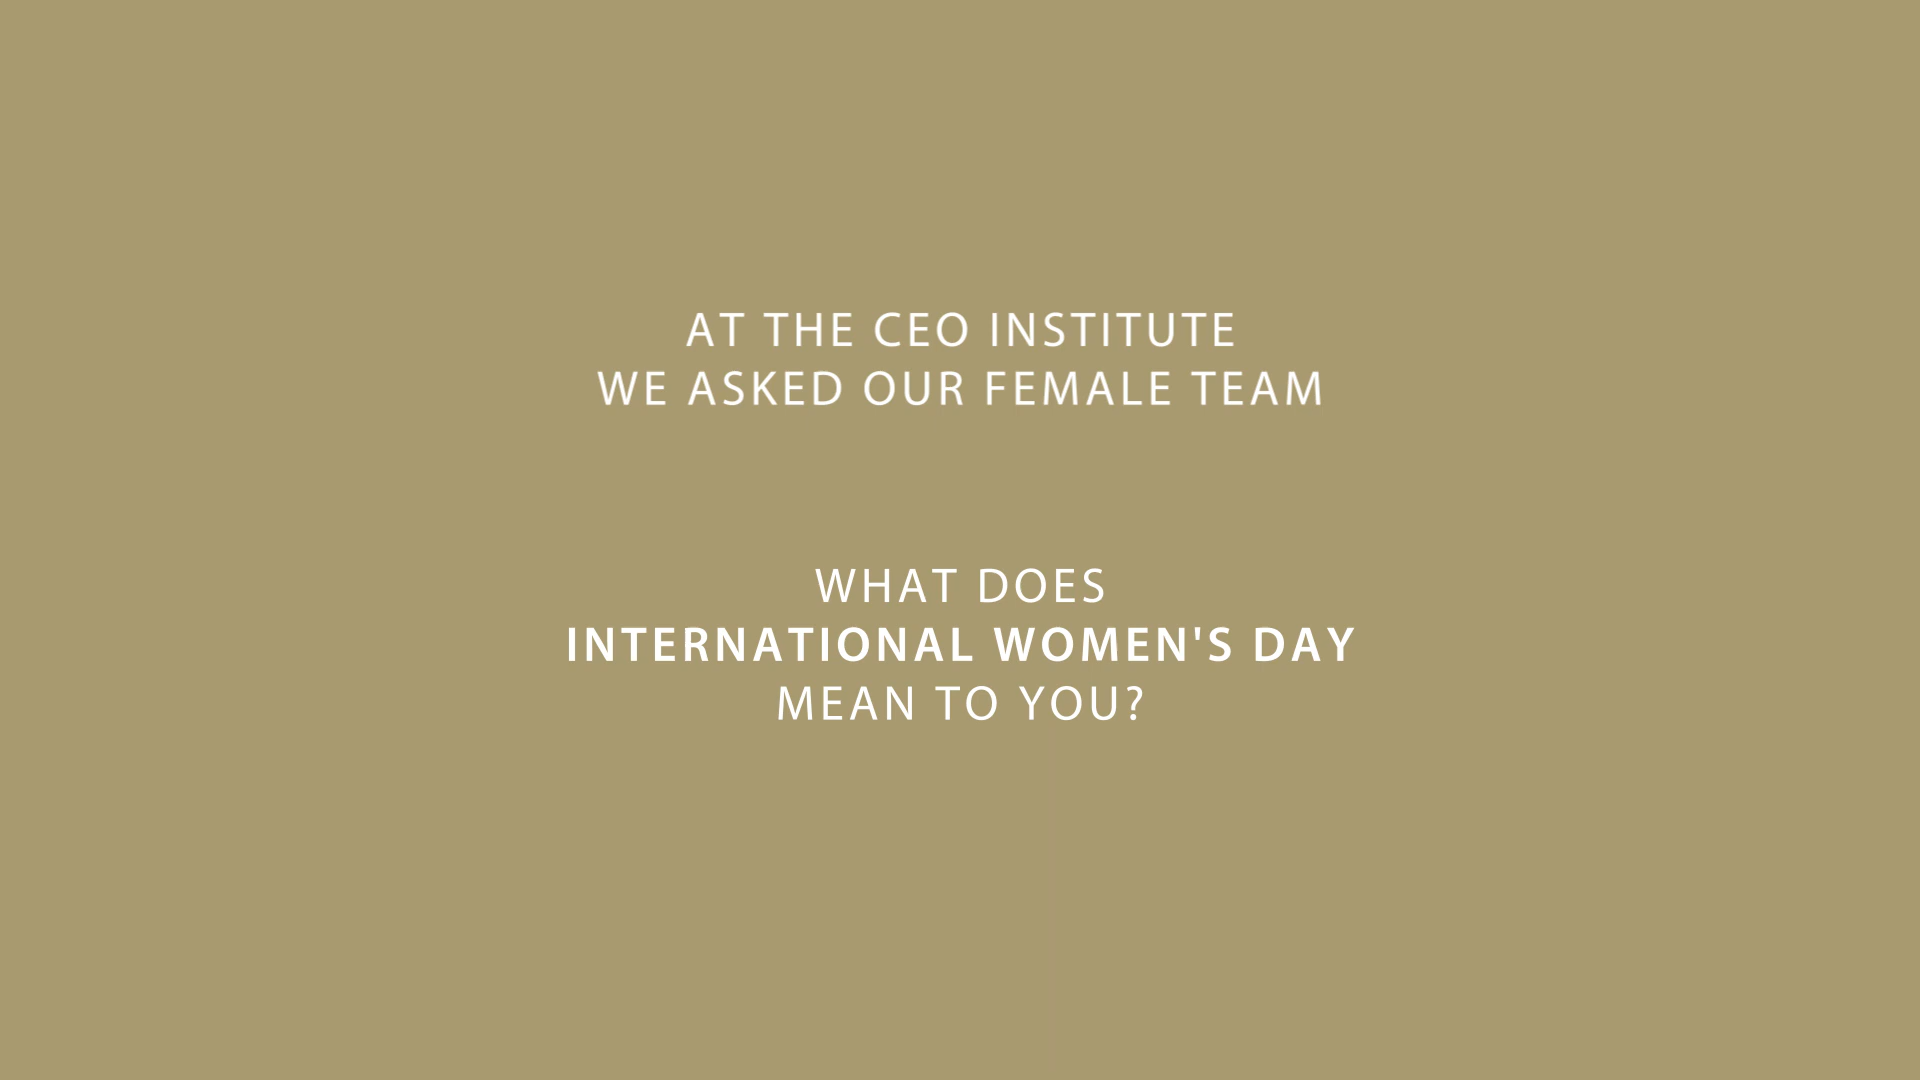 AT THE CEO INSTITUTE
WE ASKED OUR FEMALE TEAM
WHAT DOES
INTERNATIONAL WOMEN'S DAY
MEAN TO YOU?